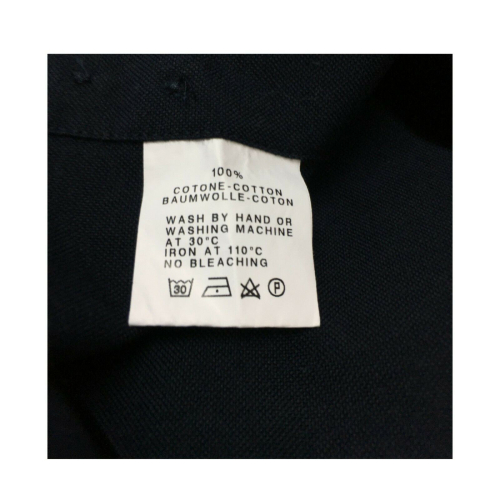 100%
COTONE-COTTON
BAUMWOLLE-COTON
WASH BY HAND OR
WASHING MACHINE
AT 30°C
IRON AT 110°C
NO BLEACHING
30 P